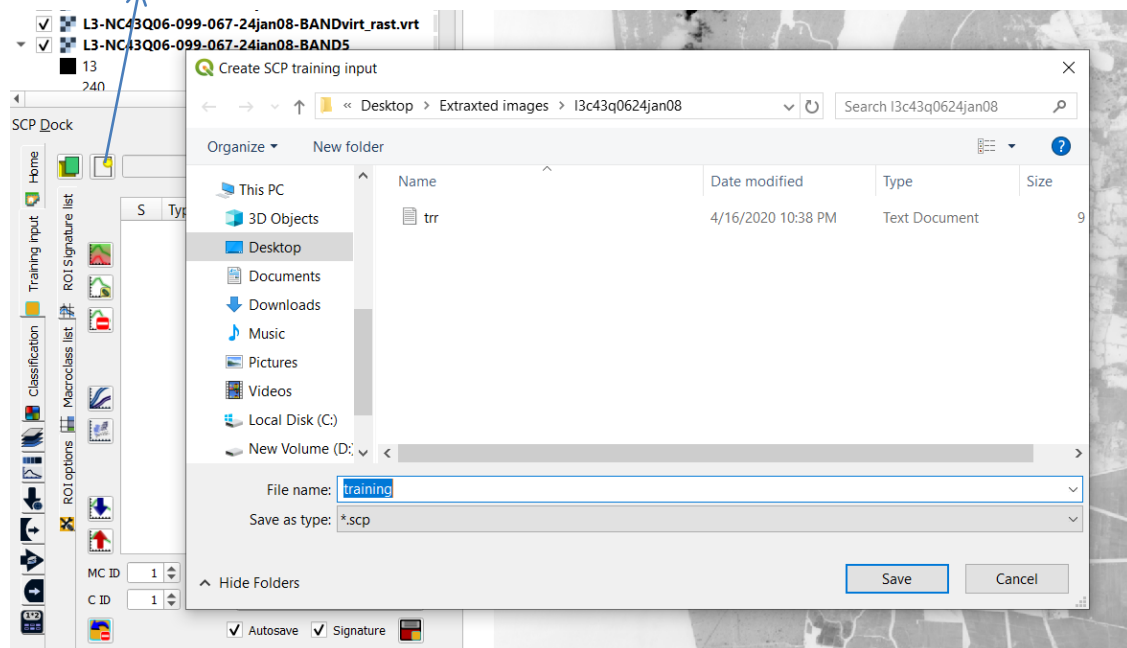 L3-NC43Q06-099-067-24jan08-BANDvirt_rast.vrt
L3-NC43Q06-099-067-24jan08-BAND5
13
240
Create SCP training input
« Desktop > Extraxted images > l3c43q0624jan08
Search l3c43q0624jan08
SCP Dock
Organize
New folder
Home
Training input
Classification
ROI Signature list
Macroclass list
ROI options
S Typ
This PC
3D Objects
Desktop
Documents
Downloads
Music
Pictures
Videos
Local Disk (C:)
New Volume (D:)
Name Date modified Type Size
trr 4/16/2020 10:38 PM Text Document 9
File name: training
Save as type: *.scp
Hide Folders
Save
Cancel
MC ID 1
C ID 1
Autosave Signature